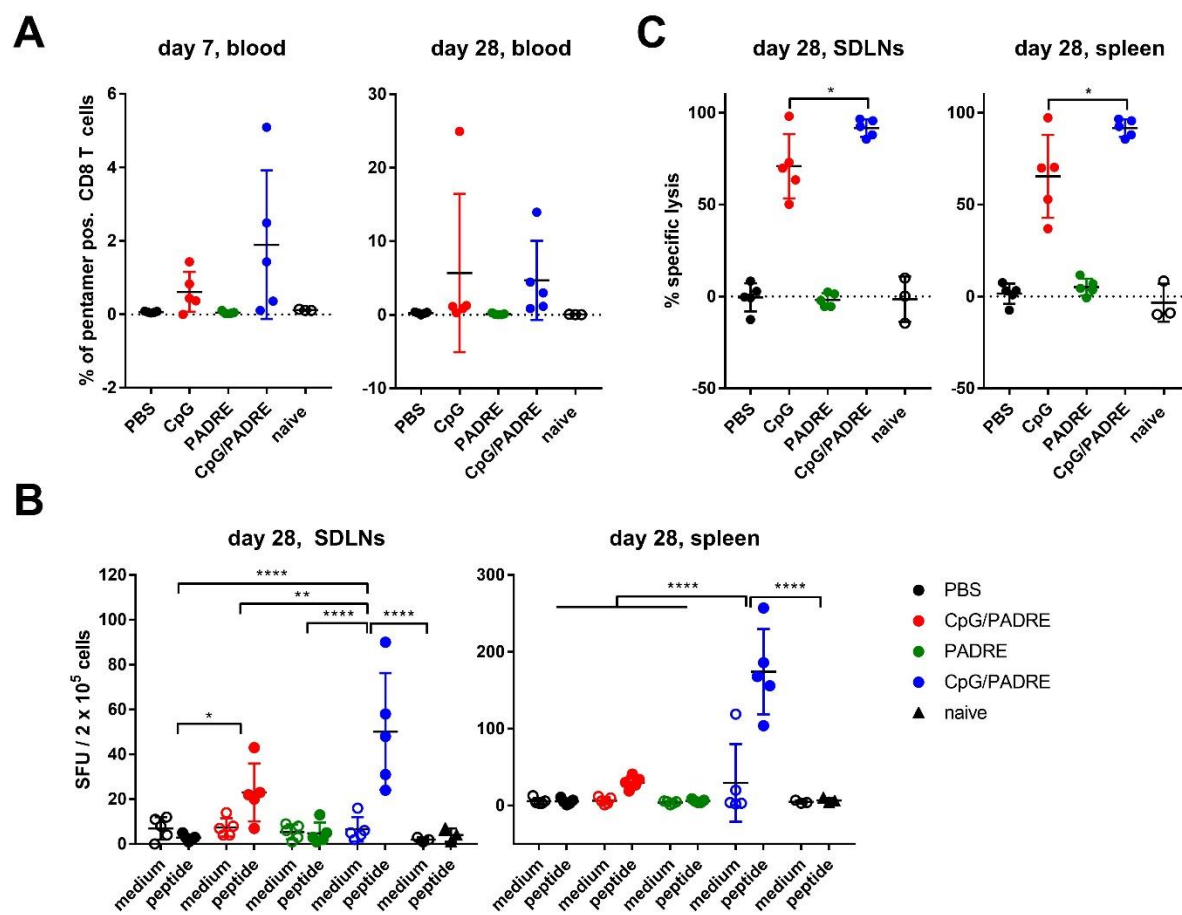 A
day 7, blood
day 28, blood
% of pentamer pos. CD8 T cells
6
4
2
0
-2
PBS
CpG
PADRE
CpG/PADRE
naive
30
20
10
0
-10
PBS
CpG
PADRE
CpG/PADRE
naive
C
day 28, SDLNs
day 28, spleen
% specific lysis
100
50
0
-50
*
PBS
CpG
PADRE
CpG/PADRE
naive
100
50
0
-50
*
PBS
CpG
PADRE
CpG/PADRE
naive
B
day 28, SDLNs
day 28, spleen
SFU / 2 x 10⁵ cells
120
100
80
60
40
20
0
****
**
**** ****
*
medium
peptide
medium
peptide
medium
peptide
medium
peptide
medium
peptide
300
200
100
0
**** ****
medium
peptide
medium
peptide
medium
peptide
medium
peptide
medium
peptide
PBS
CpG/PADRE
PADRE
CpG/PADRE
naive